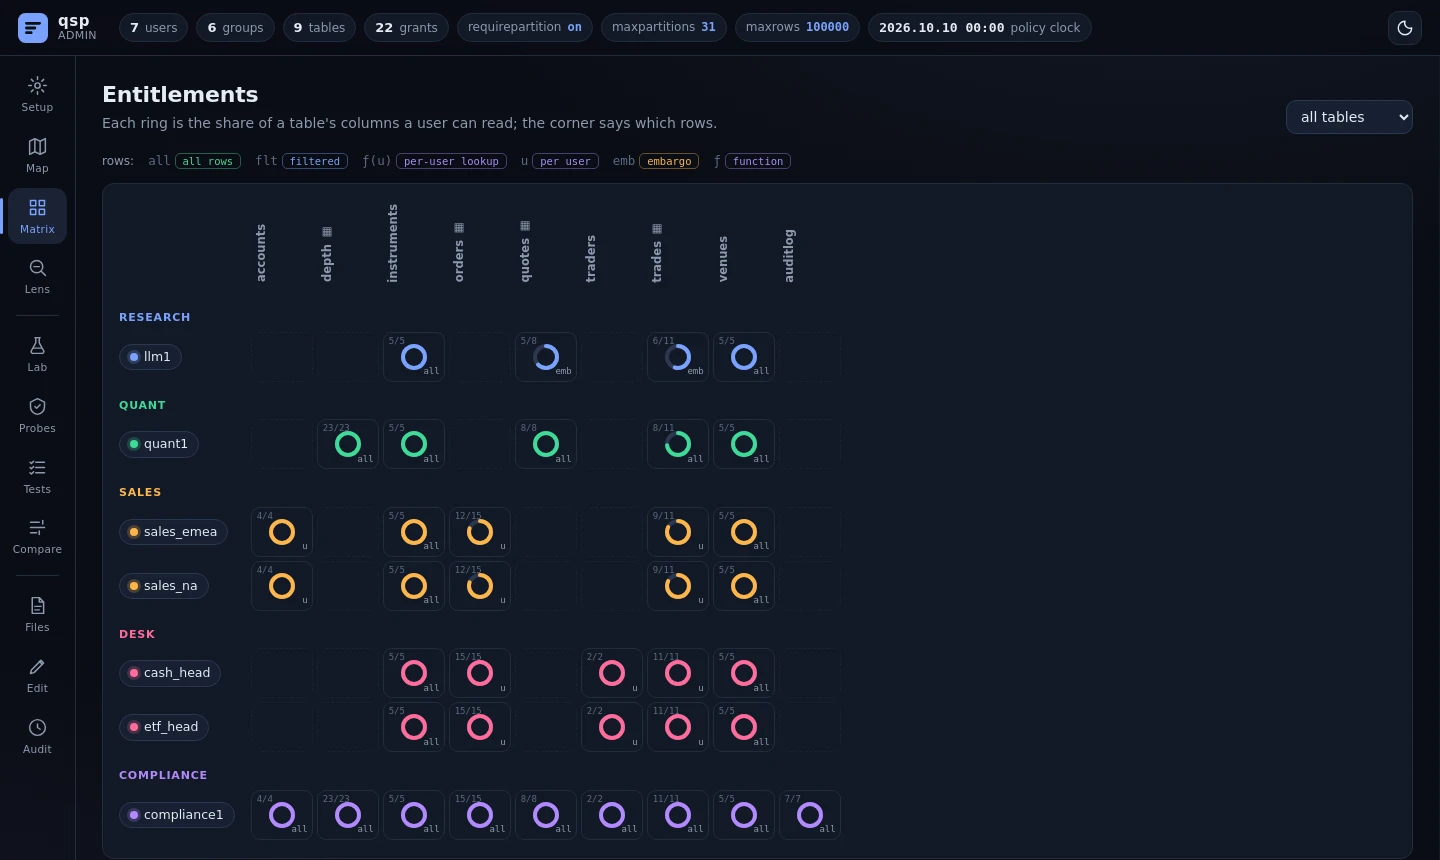 qsp
ADMIN
7 users 6 groups 9 tables 22 grants requirepartition on maxpartitions 31 maxrows 100000 2026.10.10 00:00 policy clock
Setup
Map
Matrix
Lens
Lab
Probes
Tests
Compare
Files
Edit
Audit
Entitlements
Each ring is the share of a table's columns a user can read; the corner says which rows.
all tables
rows: all all rows flt filtered ƒ(u) per-user lookup u per user emb embargo ƒ function
accounts depth instruments orders quotes traders trades venues auditlog
RESEARCH
llm1
5/5 5/8 6/11 5/5
all emb emb all
QUANT
quant1
23/23 5/5 8/8 8/11 5/5
all all all all all
SALES
sales_emea
4/4 5/5 12/15 9/11 5/5
u all u u all
sales_na
4/4 5/5 12/15 9/11 5/5
u all u u all
DESK
cash_head
5/5 15/15 2/2 11/11 5/5
all u u u all
etf_head
5/5 15/15 2/2 11/11 5/5
all u u u all
COMPLIANCE
compliance1
4/4 23/23 5/5 15/15 8/8 2/2 11/11 5/5 7/7
all all all all all all all all all